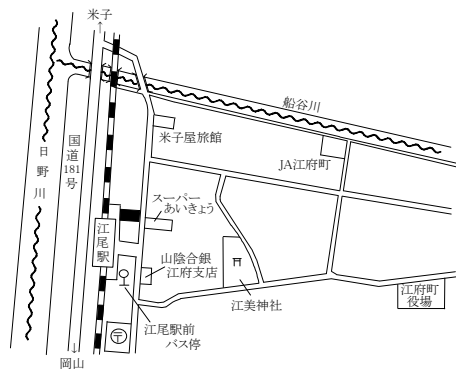 米子
↑
船谷川
日野川
国道181号
米子屋旅館
JA江府町
スーパー
あいきょう
江尾駅
山陰合銀
江府支店
江美神社
江府町
役場
江尾駅前
バス停
〒
↓
岡山